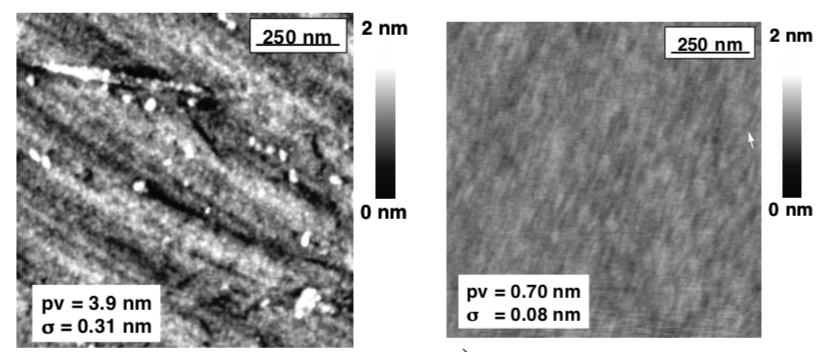 250 nm
2 nm
0 nm
pv = 3.9 nm
σ = 0.31 nm
250 nm
2 nm
0 nm
pv = 0.70 nm
σ = 0.08 nm